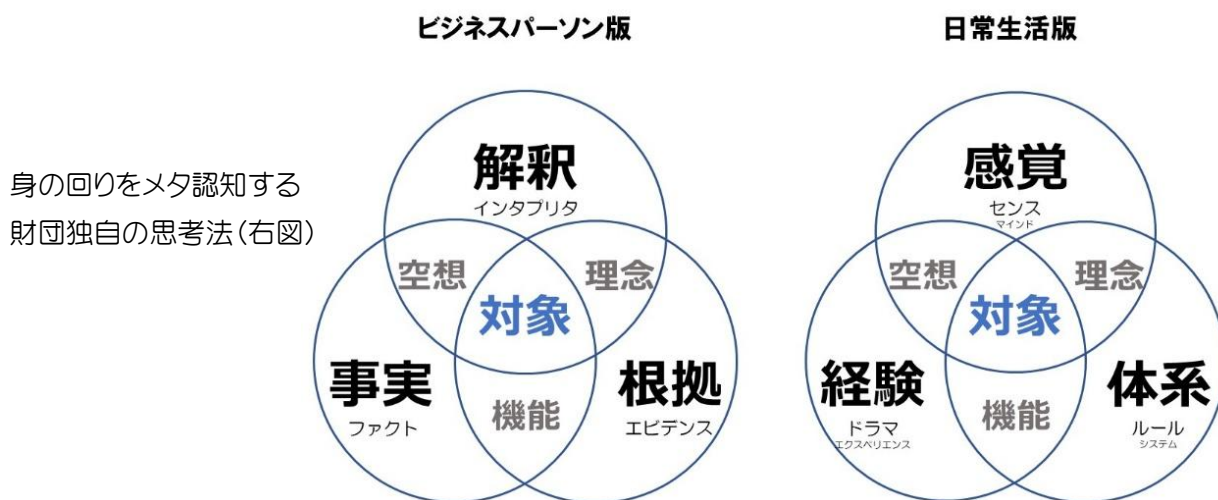 ビジネスパーソン版
日常生活版
身の回りをメタ認知する
財団独自の思考法(右図)
解釈
インタプリタ
空想
理念
対象
事実
ファクト
機能
根拠
エビデンス
感覚
センス
マインド
空想
理念
対象
経験
ドラマ
エクスペリエンス
機能
体系
ルール
システム